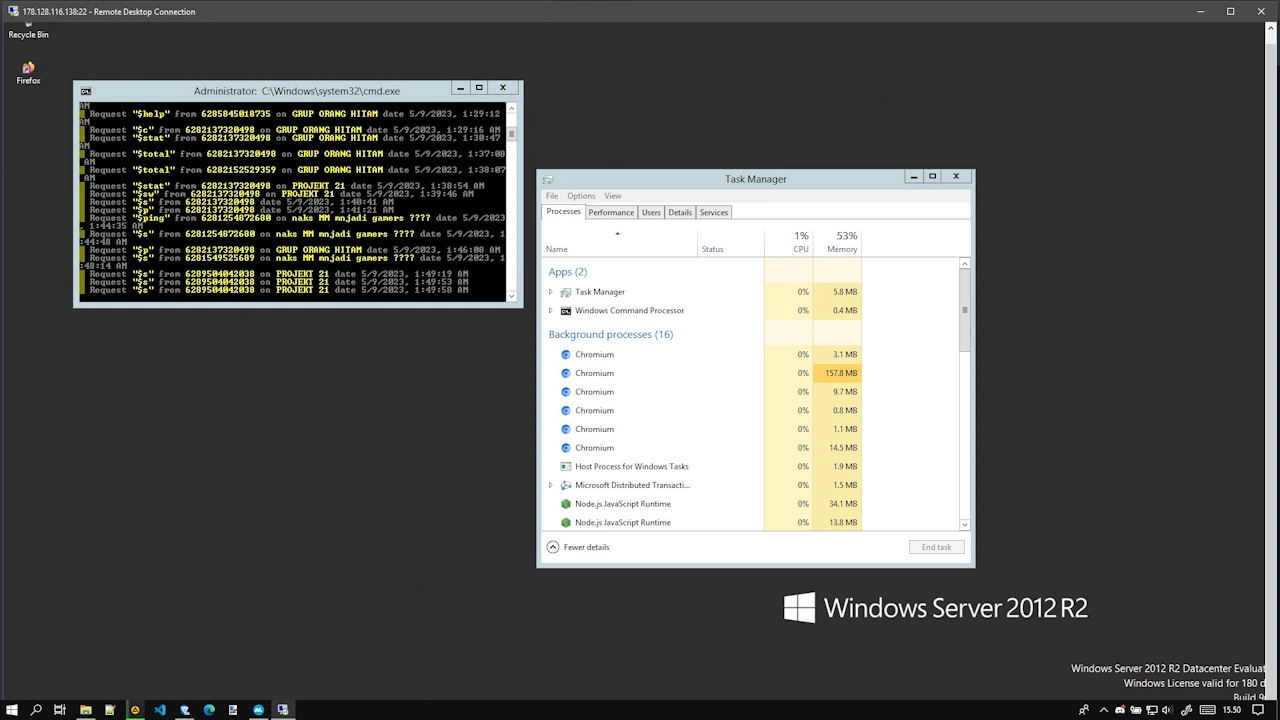 178.128.116.138:22 - Remote Desktop Connection
Recycle Bin
Firefox
Administrator: C:\Windows\system32\cmd.exe
AM
Request "$help" from 6285845018735 on GRUP ORANG HITAM date 5/9/2023, 1:29:12
AM
Request "$c" from 6282137320498 on GRUP ORANG HITAM date 5/9/2023, 1:29:16 AM
Request "$stat" from 6282137320498 on GRUP ORANG HITAM date 5/9/2023, 1:30:47
AM
Request "$total" from 6282137320498 on GRUP ORANG HITAM date 5/9/2023, 1:37:08
AM
Request "$total" from 6282152529359 on GRUP ORANG HITAM date 5/9/2023, 1:38:07
AM
Request "$stat" from 6282137320498 on PROJEKT 21 date 5/9/2023, 1:38:54 AM
Request "$sw" from 6282137320498 on PROJEKT 21 date 5/9/2023, 1:39:46 AM
Request "$s" from 6282137320498 date 5/9/2023, 1:40:41 AM
Request "$p" from 6282137320498 date 5/9/2023, 1:41:21 AM
Request "$ping" from 6281254872680 on naks MM mnjadi gamers ???? date 5/9/2023
, 1:44:35 AM
Request "$s" from 6281254872680 on naks MM mnjadi gamers ???? date 5/9/2023, 1
:44:48 AM
Request "$p" from 6282137320498 on GRUP ORANG HITAM date 5/9/2023, 1:46:08 AM
Request "$s" from 6281549525689 on naks MM mnjadi gamers ???? date 5/9/2023, 1
:48:14 AM
Request "$s" from 6289504042038 on PROJEKT 21 date 5/9/2023, 1:49:19 AM
Request "$s" from 6289504042038 on PROJEKT 21 date 5/9/2023, 1:49:53 AM
Request "$s" from 6289504042038 on PROJEKT 21 date 5/9/2023, 1:49:58 AM
Task Manager
File Options View
Processes Performance Users Details Services
1% 53%
Name Status CPU Memory
Apps (2)
Task Manager 0% 5.8 MB
Windows Command Processor 0% 0.4 MB
Background processes (16)
Chromium 0% 3.1 MB
Chromium 0% 157.8 MB
Chromium 0% 9.7 MB
Chromium 0% 0.8 MB
Chromium 0% 1.1 MB
Chromium 0% 14.5 MB
Host Process for Windows Tasks 0% 1.9 MB
Microsoft Distributed Transacti... 0% 1.5 MB
Node.js JavaScript Runtime 0% 34.1 MB
Node.js JavaScript Runtime 0% 13.8 MB
Fewer details
End task
Windows Server 2012 R2
Windows Server 2012 R2 Datacenter Evaluat
Windows License valid for 180 d
Build 9
15.50